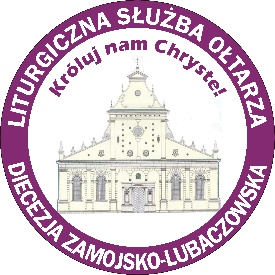 LITURGICZNA SŁUŻBA OŁTARZA
Króluj nam Chryste!
DIECEZJA ZAMOJSKO-LUBACZOWSKA